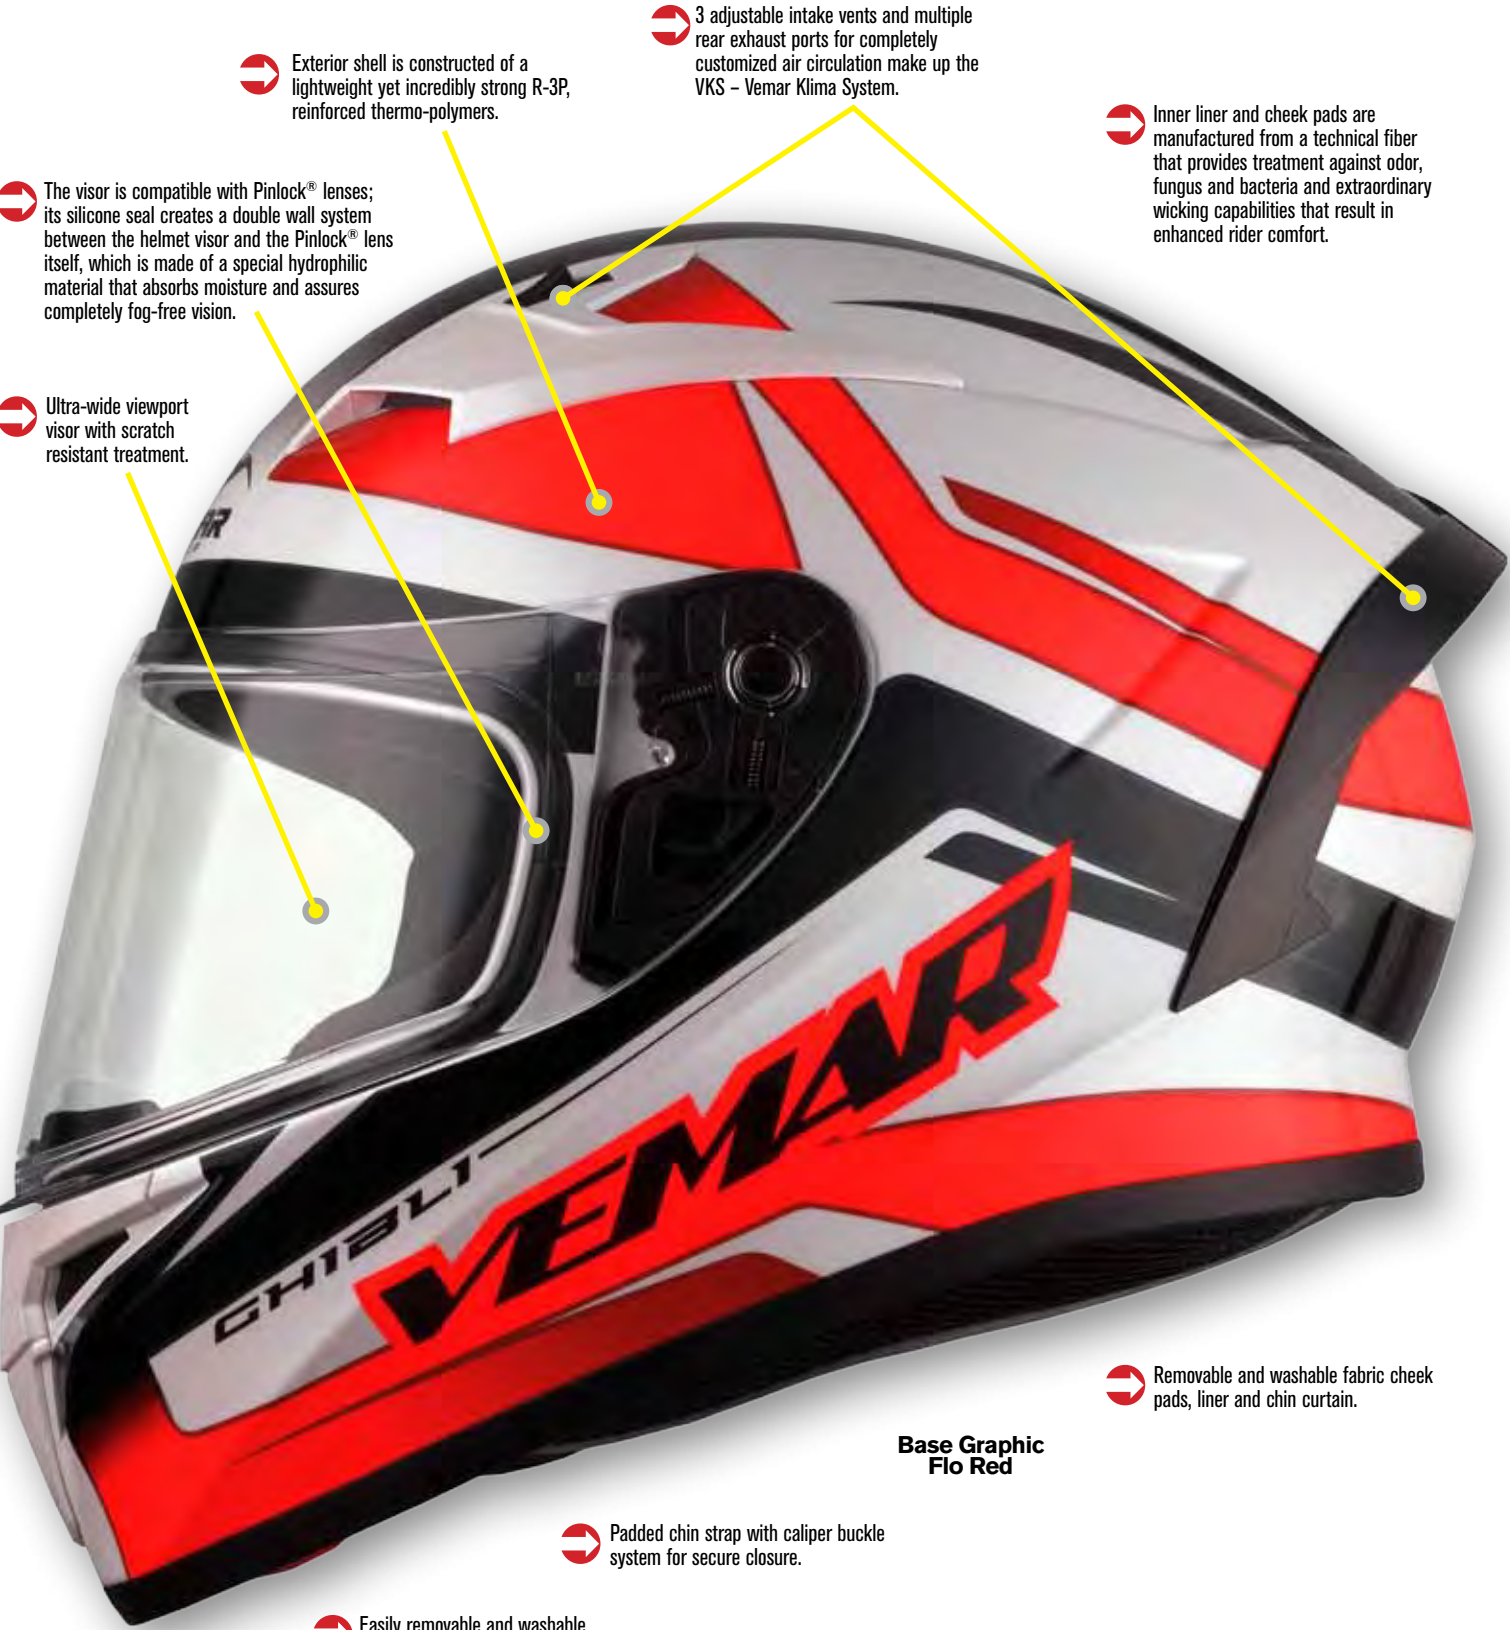 3 adjustable intake vents and multiple
rear exhaust ports for completely
customized air circulation make up the
VKS – Vemar Klima System.
Exterior shell is constructed of a
lightweight yet incredibly strong R-3P,
reinforced thermo-polymers.
Inner liner and cheek pads are
manufactured from a technical fiber
that provides treatment against odor,
fungus and bacteria and extraordinary
wicking capabilities that result in
enhanced rider comfort.
The visor is compatible with Pinlock® lenses;
its silicone seal creates a double wall system
between the helmet visor and the Pinlock® lens
itself, which is made of a special hydrophilic
material that absorbs moisture and assures
completely fog-free vision.
Ultra-wide viewport
visor with scratch
resistant treatment.
VEMAR
GHIBLI
Removable and washable fabric cheek
pads, liner and chin curtain.
Base Graphic
Flo Red
Padded chin strap with caliper buckle
system for secure closure.
Easily removable and washable